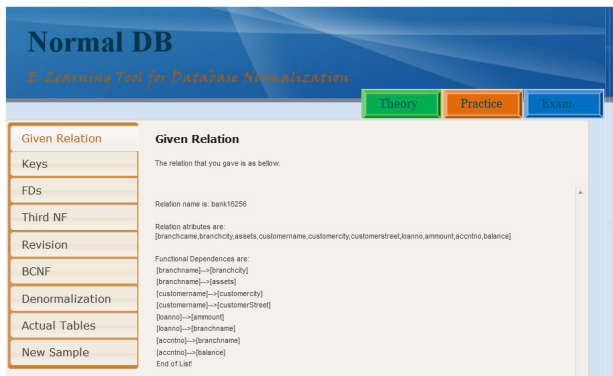 Normal DB
E-Learning Tool for Database Normalization
Theory Practice Exam
Given Relation
Keys
FDs
Third NF
Revision
BCNF
Denormalization
Actual Tables
New Sample
Given Relation
The relation that you gave is as bellow.
Relation name is: bank16256
Relation atributes are:
[branchcame,branchcity,assets,customername,customercity,customerstreet,loanno,ammount,accntno,balance]
Functional Dependences are:
[branchname]-->[branchcity]
[branchname]-->[assets]
[customername]-->[customercity]
[customername]-->[customerStreet]
[loanno]-->[ammount]
[loanno]-->[branchname]
[accntno]-->[branchname]
[accntno]-->[balance]
End of List!